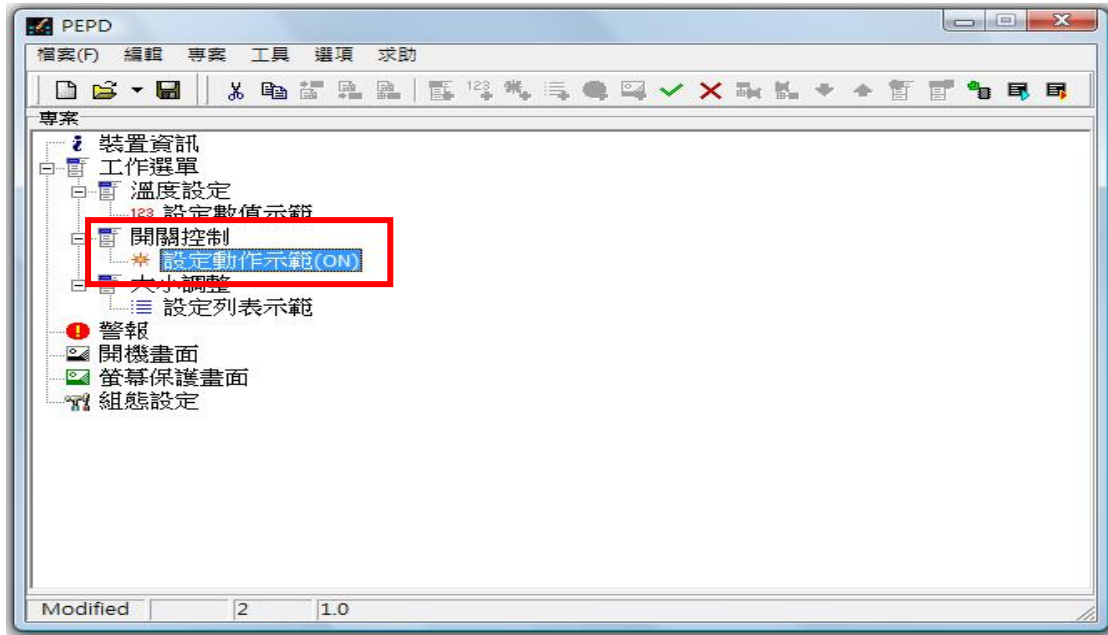 PEPD
檔案(F) 編輯 專案 工具 選項 求助
專案
裝置資訊
工作選單
溫度設定
123 設定數值示範
開關控制
設定動作示範(ON)
大小調整
設定列表示範
警報
開機畫面
螢幕保護畫面
組態設定
Modified 2 1.0